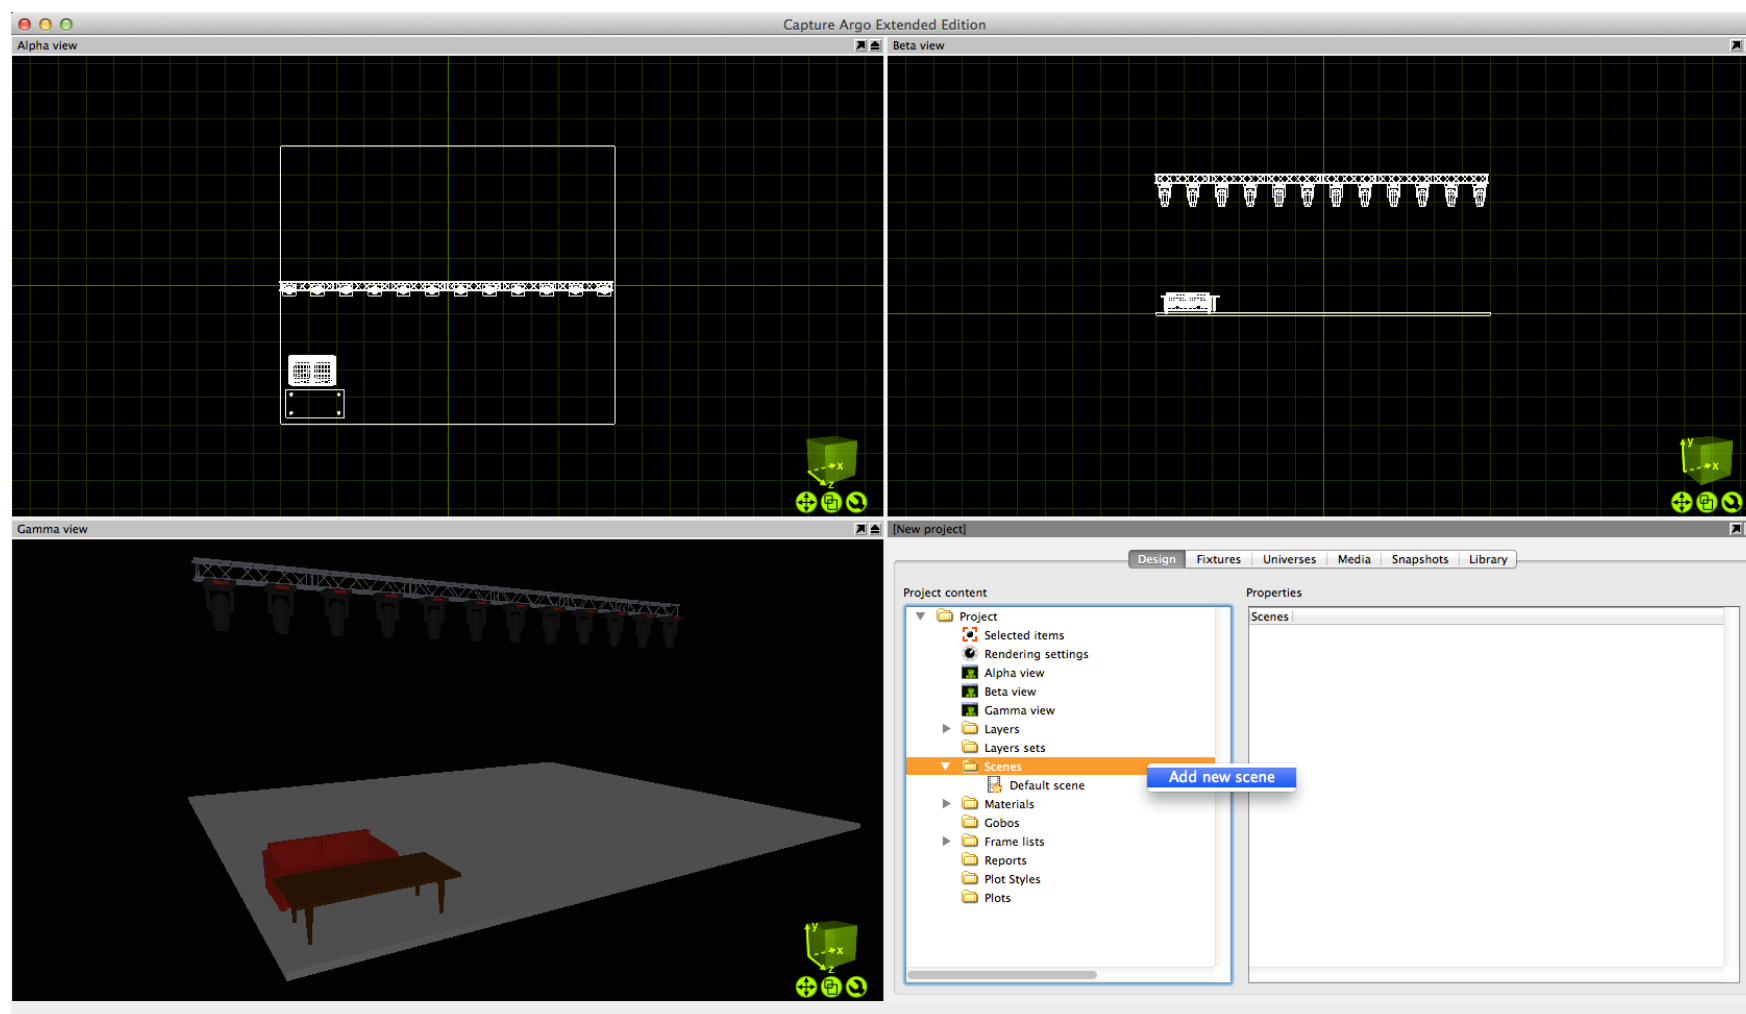 Capture Argo Extended Edition
Alpha view
Beta view
x
z
y
x
Gamma view
[New project]
Design Fixtures Universes Media Snapshots Library
Project content
Properties
Project
Selected items
Rendering settings
Alpha view
Beta view
Gamma view
Layers
Layers sets
Scenes
Default scene
Materials
Gobos
Frame lists
Reports
Plot Styles
Plots
Scenes
Add new scene
y
x
z